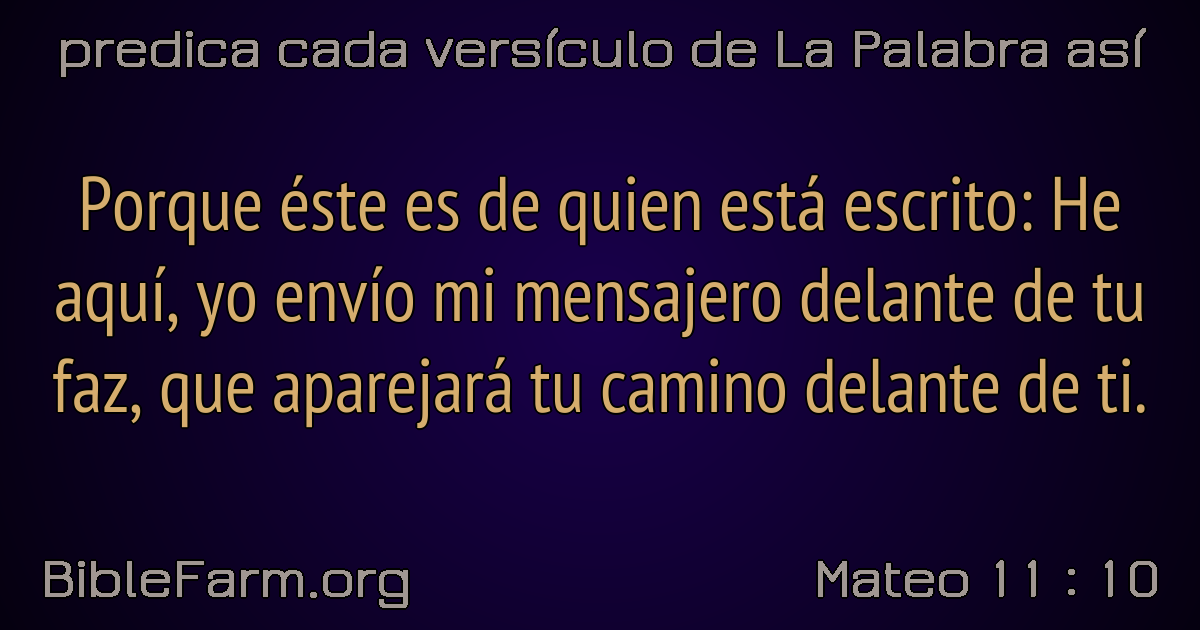 predica cada versículo de La Palabra así
Porque éste es de quien está escrito: He
aquí, yo envío mi mensajero delante de tu
faz, que aparejará tu camino delante de ti.
BibleFarm.org
Mateo 11 : 10